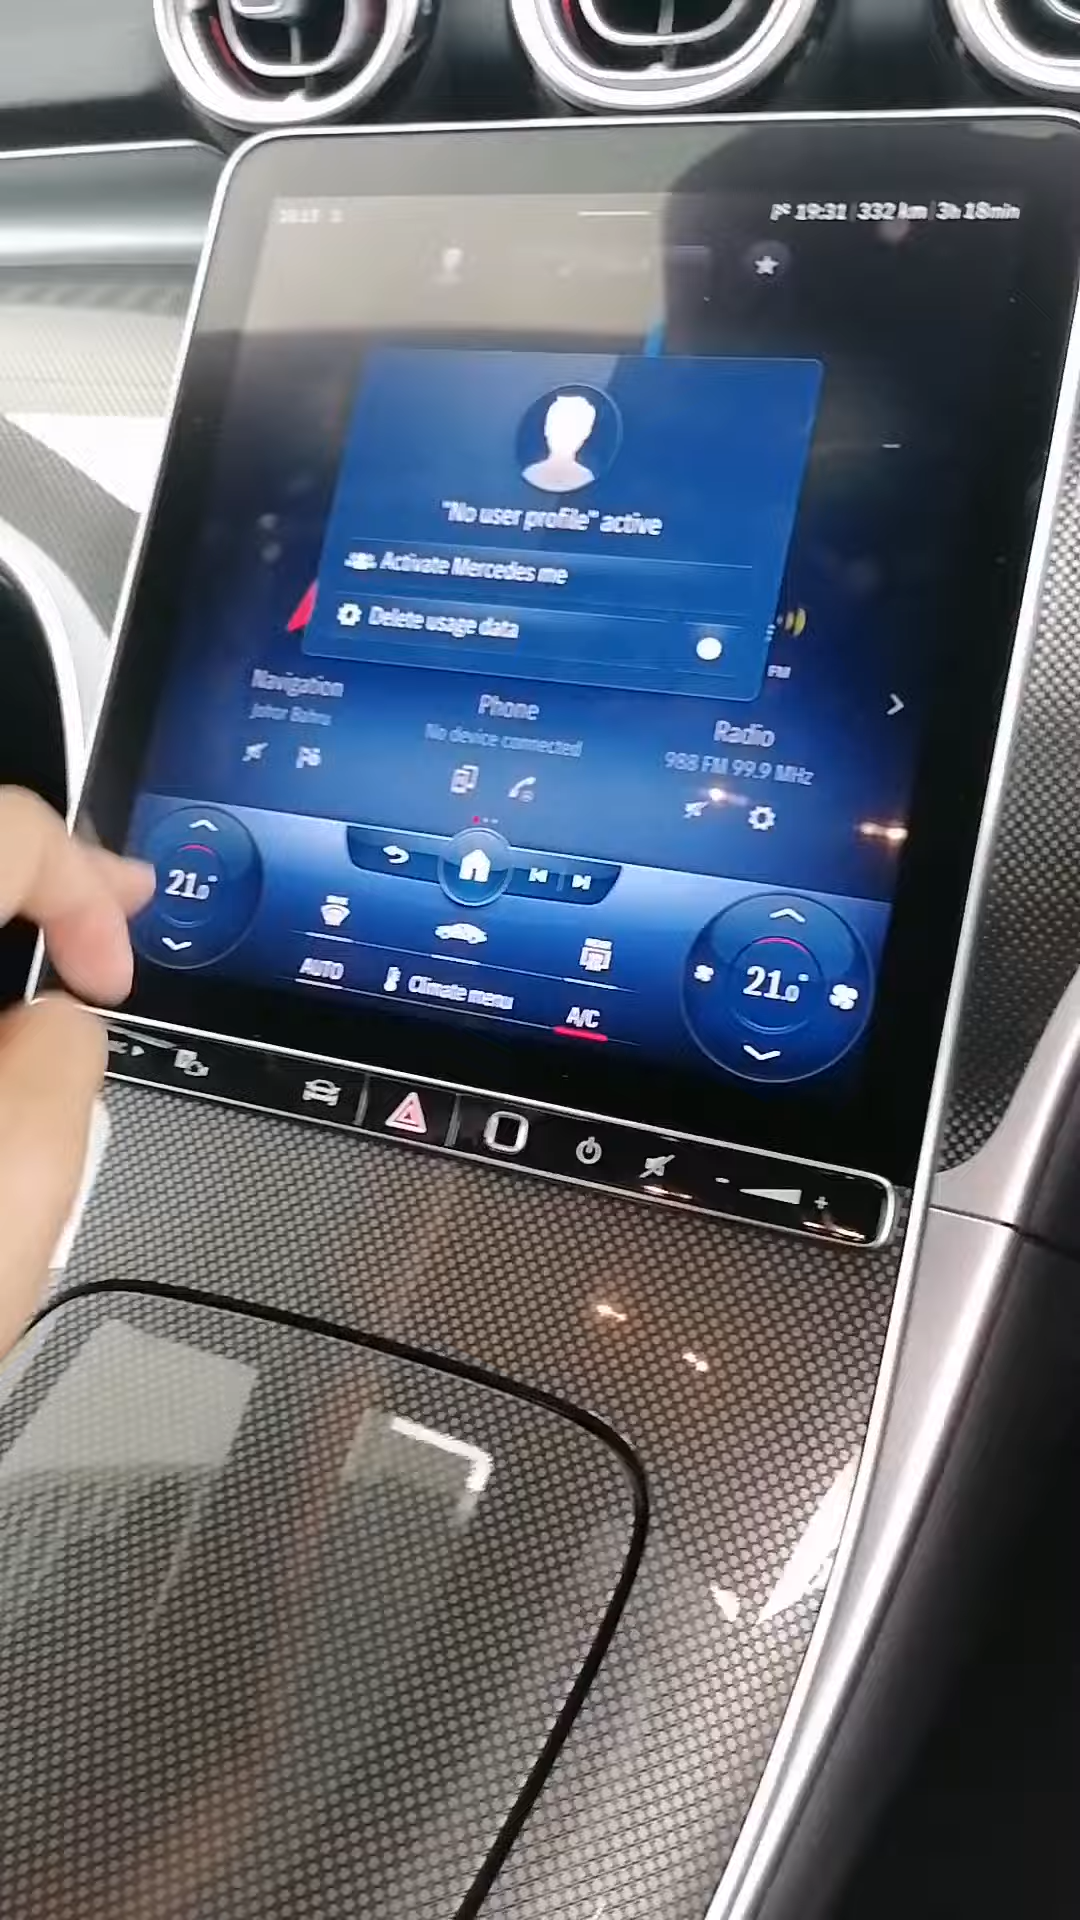 19:31 332 km 3h 18min
"No user profile" active
Activate Mercedes me
Delete usage data
FM
Navigation
Johor Bahru
Phone
No device connected
Radio
988 FM 99.9 MHz
21.0°
21.0°
AUTO
Climate menu
A/C
- +